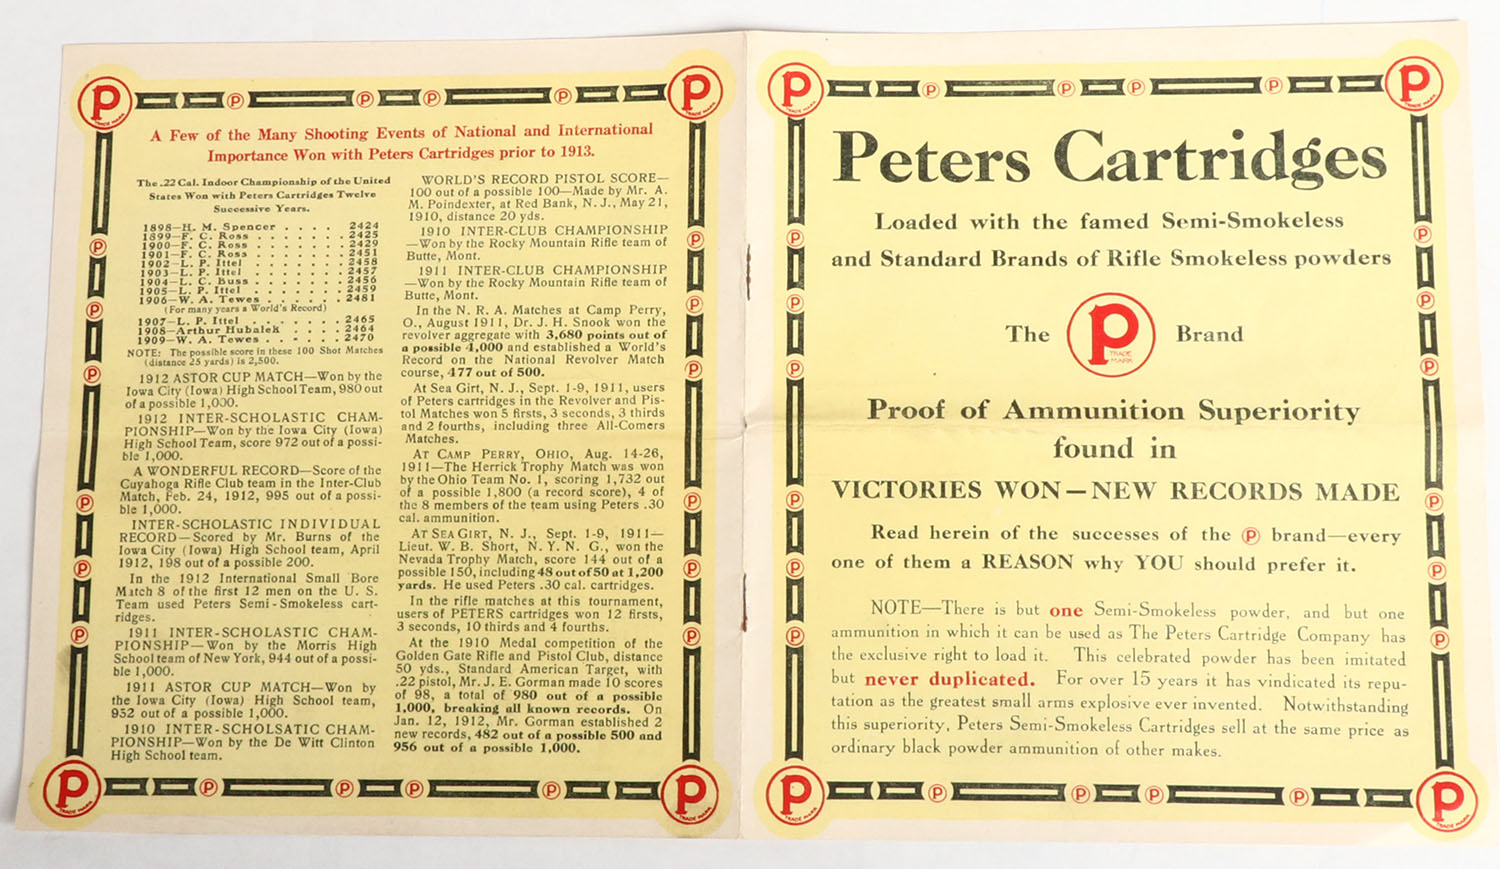 P TRADE MARK
P TRADE MARK
A Few of the Many Shooting Events of National and International
Importance Won with Peters Cartridges prior to 1913.
The .22 Cal. Indoor Championship of the United
States Won with Peters Cartridges Twelve
Successive Years.
1898—H. M. Spencer . . . . 2424
1899—F. C. Ross . . . . . . . 2425
1900—F. C. Ross . . . . . . . 2429
1901—F. C. Ross . . . . . . . 2451
1902—L. P. Ittel . . . . . . . 2458
1903—L. P. Ittel . . . . . . . 2457
1904—L. C. Buss . . . . . . . 2456
1905—L. P. Ittel . . . . . . . 2459
1906—W. A. Tewes . . . . . . 2481
(For many years a World's Record)
1907—L. P. Ittel . . . . . . . 2465
1908—Arthur Hubalek . . . . 2464
1909—W. A. Tewes . . . . . . 2470
NOTE: The possible score in these 100 Shot Matches
(distance 25 yards) is 2,500.
1912 ASTOR CUP MATCH—Won by the
Iowa City (Iowa) High School Team, 980 out
of a possible 1,000.
1912 INTER-SCHOLASTIC CHAM-
PIONSHIP—Won by the Iowa City (Iowa)
High School Team, score 972 out of a possi-
ble 1,000.
A WONDERFUL RECORD—Score of the
Cuyahoga Rifle Club team in the Inter-Club
Match, Feb. 24, 1912, 995 out of a possi-
ble 1,000.
INTER-SCHOLASTIC INDIVIDUAL
RECORD—Scored by Mr. Burns of the
Iowa City (Iowa) High School team, April
1912, 198 out of a possible 200.
In the 1912 International Small Bore
Match 8 of the first 12 men on the U. S.
Team used Peters Semi-Smokeless cart-
ridges.
1911 INTER-SCHOLASTIC CHAM-
PIONSHIP—Won by the Morris High
School team of New York, 944 out of a possi-
ble 1,000.
1911 ASTOR CUP MATCH—Won by
the Iowa City (Iowa) High School team,
952 out of a possible 1,000.
1910 INTER-SCHOLSATIC CHAM-
PIONSHIP—Won by the De Witt Clinton
High School team.
WORLD'S RECORD PISTOL SCORE—
100 out of a possible 100—Made by Mr. A.
M. Poindexter, at Red Bank, N. J., May 21,
1910, distance 20 yds.
1910 INTER-CLUB CHAMPIONSHIP
—Won by the Rocky Mountain Rifle team of
Butte, Mont.
1911 INTER-CLUB CHAMPIONSHIP
—Won by the Rocky Mountain Rifle team of
Butte, Mont.
In the N. R. A. Matches at Camp Perry,
O., August 1911, Dr. J. H. Snook won the
revolver aggregate with 3,680 points out of
a possible 4,000 and established a World's
Record on the National Revolver Match
course, 477 out of 500.
At Sea Girt, N. J., Sept. 1-9, 1911, users
of Peters cartridges in the Revolver and Pis-
tol Matches won 5 firsts, 3 seconds, 3 thirds
and 2 fourths, including three All-Comers
Matches.
AT CAMP PERRY, OHIO, Aug. 14-26,
1911—The Herrick Trophy Match was won
by the Ohio Team No. 1, scoring 1,732 out
of a possible 1,800 (a record score), 4 of
the 8 members of the team using Peters .30
cal. ammunition.
AT SEA GIRT, N. J., Sept. 1-9, 1911—
Lieut. W. B. Short, N. Y. N. G., won the
Nevada Trophy Match, score 144 out of a
possible 150, including 48 out of 50 at 1,200
yards. He used Peters .30 cal. cartridges.
In the rifle matches at this tournament,
users of PETERS cartridges won 12 firsts,
3 seconds, 10 thirds and 4 fourths.
At the 1910 Medal competition of the
Golden Gate Rifle and Pistol Club, distance
50 yds., Standard American Target, with
.22 pistol, Mr. J. E. Gorman made 10 scores
of 98, a total of 980 out of a possible
1,000, breaking all known records. On
Jan. 12, 1912, Mr. Gorman established 2
new records, 482 out of a possible 500 and
956 out of a possible 1,000.
P TRADE MARK
P TRADE MARK
P TRADE MARK
P TRADE MARK
Peters Cartridges
Loaded with the famed Semi-Smokeless
and Standard Brands of Rifle Smokeless powders
The P TRADE MARK Brand
Proof of Ammunition Superiority
found in
VICTORIES WON—NEW RECORDS MADE
Read herein of the successes of the P brand—every
one of them a REASON why YOU should prefer it.
NOTE—There is but one Semi-Smokeless powder, and but one
ammunition in which it can be used as The Peters Cartridge Company has
the exclusive right to load it. This celebrated powder has been imitated
but never duplicated. For over 15 years it has vindicated its repu-
tation as the greatest small arms explosive ever invented. Notwithstanding
this superiority, Peters Semi-Smokeless Cartridges sell at the same price as
ordinary black powder ammunition of other makes.
P TRADE MARK
P TRADE MARK